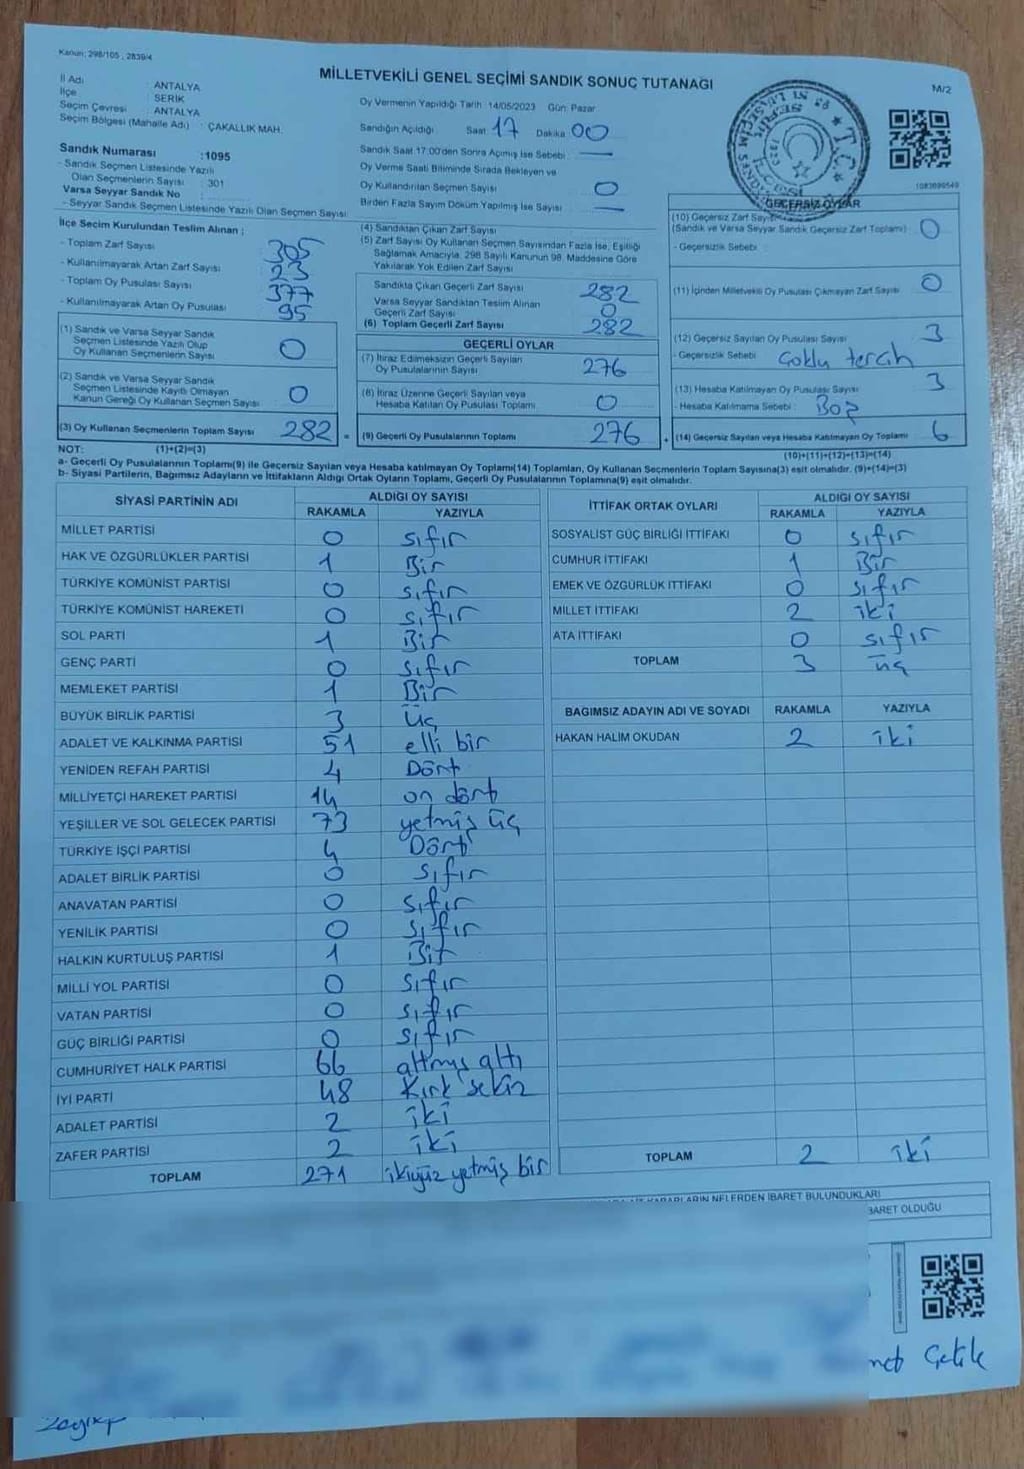 Kanun: 298/105 , 2839/4
MİLLETVEKİLİ GENEL SEÇİMİ SANDIK SONUÇ TUTANAĞI
M/2
İl Adı : ANTALYA
İlçe : SERİK
Seçim Çevresi : ANTALYA
Seçim Bölgesi (Mahalle Adı) : ÇAKALLIK MAH.
Sandık Numarası :1095
- Sandık Seçmen Listesinde Yazılı
Olan Seçmenlerin Sayısı : 301
Varsa Seyyar Sandık No :
- Seyyar Sandık Seçmen Listesinde Yazılı Olan Seçmen Sayısı:
Oy Vermenin Yapıldığı Tarih :14/05/2023 Gün: Pazar
Sandığın Açıldığı Saat 17 Dakika 00
Sandık Saat 17:00'den Sonra Açılmış İse Sebebi : —
Oy Verme Saati Bitiminde Sırada Bekleyen ve
Oy Kullandırılan Seçmen Sayısı 0
Birden Fazla Sayım Döküm Yapılmış İse Sayısı —
1083090549
İlçe Seçim Kurulundan Teslim Alınan ;
- Toplam Zarf Sayısı 305
- Kullanılmayarak Artan Zarf Sayısı 23
- Toplam Oy Pusulası Sayısı 377
- Kullanılmayarak Artan Oy Pusulası 95
(1) Sandık ve Varsa Seyyar Sandık
Seçmen Listesinde Yazılı Olup
Oy Kullanmayan Seçmenlerin Sayısı 0
(2) Sandık ve Varsa Seyyar Sandık
Seçmen Listesinde Kayıtlı Olmayan
Kanun Gereği Oy Kullanan Seçmen Sayısı 0
(3) Oy Kullanan Seçmenlerin Toplam Sayısı 282
(4) Sandıktan Çıkan Zarf Sayısı
(5) Zarf Sayısı Oy Kullanan Seçmen Sayısından Fazla İse, Eşitliği
Sağlamak Amacıyla, 298 Sayılı Kanunun 98. Maddesine Göre
Yakılarak Yok Edilen Zarf Sayısı
Sandıkta Çıkan Geçerli Zarf Sayısı 282
Varsa Seyyar Sandıktan Teslim Alınan
Geçerli Zarf Sayısı 0
(6) Toplam Geçerli Zarf Sayısı 282
GEÇERLİ OYLAR
(7) İtiraz Edilmeksizin Geçerli Sayılan
Oy Pusulalarının Sayısı 276
(8) İtiraz Üzerine Geçerli Sayılan veya
Hesaba Katılan Oy Pusulası Toplamı 0
= (9) Geçerli Oy Pusulalarının Toplamı 276
GEÇERSİZ OYLAR
(10) Geçersiz Zarf Sayısı
(Sandık ve Varsa Seyyar Sandık Geçersiz Zarf Toplamı) 0
- Geçersizlik Sebebi :
(11) İçinden Milletvekili Oy Pusulası Çıkmayan Zarf Sayısı 0
(12) Geçersiz Sayılan Oy Pusulası Sayısı 3
- Geçersizlik Sebebi : Çoklu tercih
(13) Hesaba Katılmayan Oy Pusulası Sayısı 3
- Hesaba Katılmama Sebebi : Boş
+ (14) Geçersiz Sayılan veya Hesaba Katılmayan Oy Toplamı 6
NOT: (1)+(2)=(3)
(10)+(11)+(12)+(13)=(14)
a- Geçerli Oy Pusulalarının Toplamı(9) ile Geçersiz Sayılan veya Hesaba katılmayan Oy Toplamı(14) Toplamları, Oy Kullanan Seçmenlerin Toplam Sayısına(3) eşit olmalıdır. (9)+(14)=(3)
b- Siyasi Partilerin, Bağımsız Adayların ve İttifakların Aldığı Oyların Toplamı, Geçerli Oy Pusulalarının Toplamına(9) eşit olmalıdır.
SİYASİ PARTİNİN ADI ALDIĞI OY SAYISI
RAKAMLA YAZIYLA
MİLLET PARTİSİ 0 sıfır
HAK VE ÖZGÜRLÜKLER PARTİSİ 1 Bir
TÜRKİYE KOMÜNİST PARTİSİ 0 sıfır
TÜRKİYE KOMÜNİST HAREKETİ 0 sıfır
SOL PARTİ 1 Bir
GENÇ PARTİ 0 sıfır
MEMLEKET PARTİSİ 1 Bir
BÜYÜK BİRLİK PARTİSİ 3 üç
ADALET VE KALKINMA PARTİSİ 51 elli bir
YENİDEN REFAH PARTİSİ 4 Dört
MİLLİYETÇİ HAREKET PARTİSİ 14 on dört
YEŞİLLER VE SOL GELECEK PARTİSİ 73 yetmiş üç
TÜRKİYE İŞÇİ PARTİSİ 4 Dört
ADALET BİRLİK PARTİSİ 0 sıfır
ANAVATAN PARTİSİ 0 sıfır
YENİLİK PARTİSİ 0 sıfır
HALKIN KURTULUŞ PARTİSİ 1 Bir
MİLLİ YOL PARTİSİ 0 sıfır
VATAN PARTİSİ 0 sıfır
GÜÇ BİRLİĞİ PARTİSİ 0 sıfır
CUMHURİYET HALK PARTİSİ 66 altmış altı
İYİ PARTİ 48 Kırk sekiz
ADALET PARTİSİ 2 iki
ZAFER PARTİSİ 2 iki
TOPLAM 271 ikiyüz yetmiş bir
İTTİFAK ORTAK OYLARI ALDIĞI OY SAYISI
RAKAMLA YAZIYLA
SOSYALİST GÜÇ BİRLİĞİ İTTİFAKI 0 sıfır
CUMHUR İTTİFAKI 1 Bir
EMEK VE ÖZGÜRLÜK İTTİFAKI 0 sıfır
MİLLET İTTİFAKI 2 iki
ATA İTTİFAKI 0 sıfır
TOPLAM 3 üç
BAĞIMSIZ ADAYIN ADI VE SOYADI RAKAMLA YAZIYLA
HAKAN HALİM OKUDAN 2 iki
TOPLAM 2 iki
KARARLARIN NELERDEN İBARET BULUNDUKLARI
BARET OLDUĞU
met Çetik
Zeynep